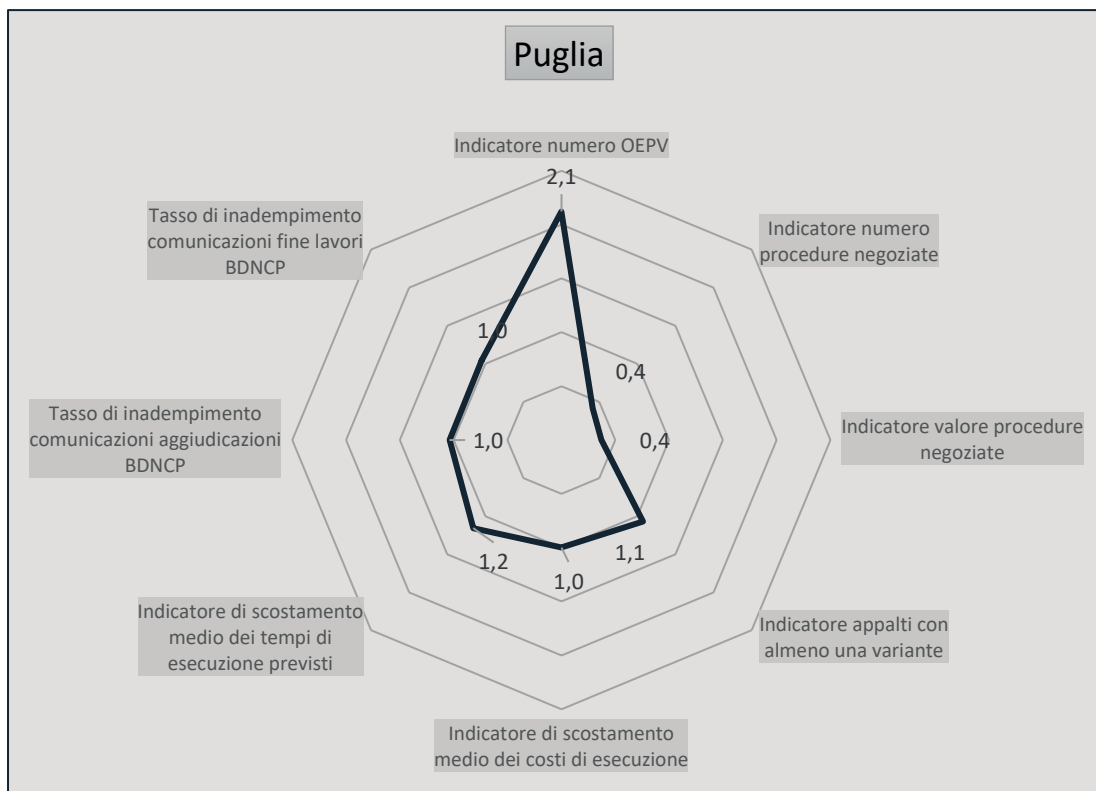 Puglia
Indicatore numero OEPV
2,1
Indicatore numero
procedure negoziate
0,4
Indicatore valore procedure
negoziate
0,4
Indicatore appalti con
almeno una variante
1,1
Indicatore di scostamento
medio dei costi di esecuzione
1,0
Indicatore di scostamento
medio dei tempi di
esecuzione previsti
1,2
Tasso di inadempimento
comunicazioni aggiudicazioni
BDNCP
1,0
Tasso di inadempimento
comunicazioni fine lavori
BDNCP
1,0